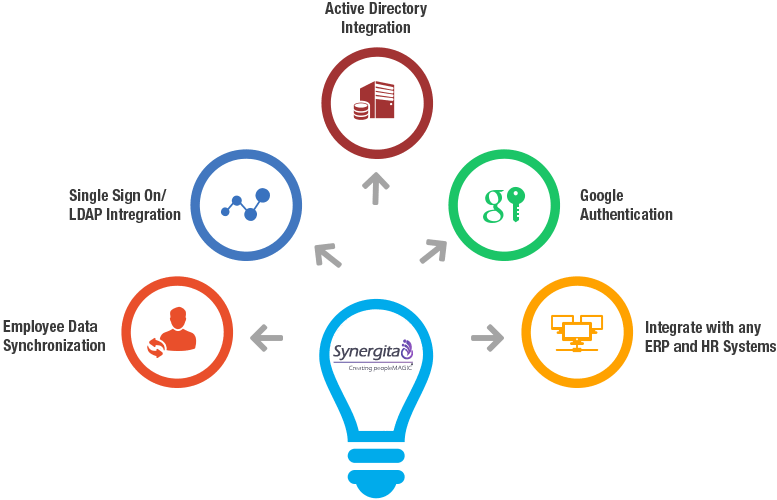 Active Directory
Integration
Single Sign On/
LDAP Intregration
g
Google
Authentication
Employee Data
Synchronization
Synergita
Creating peopleMAGIC
Integrate with any
ERP and HR Systems